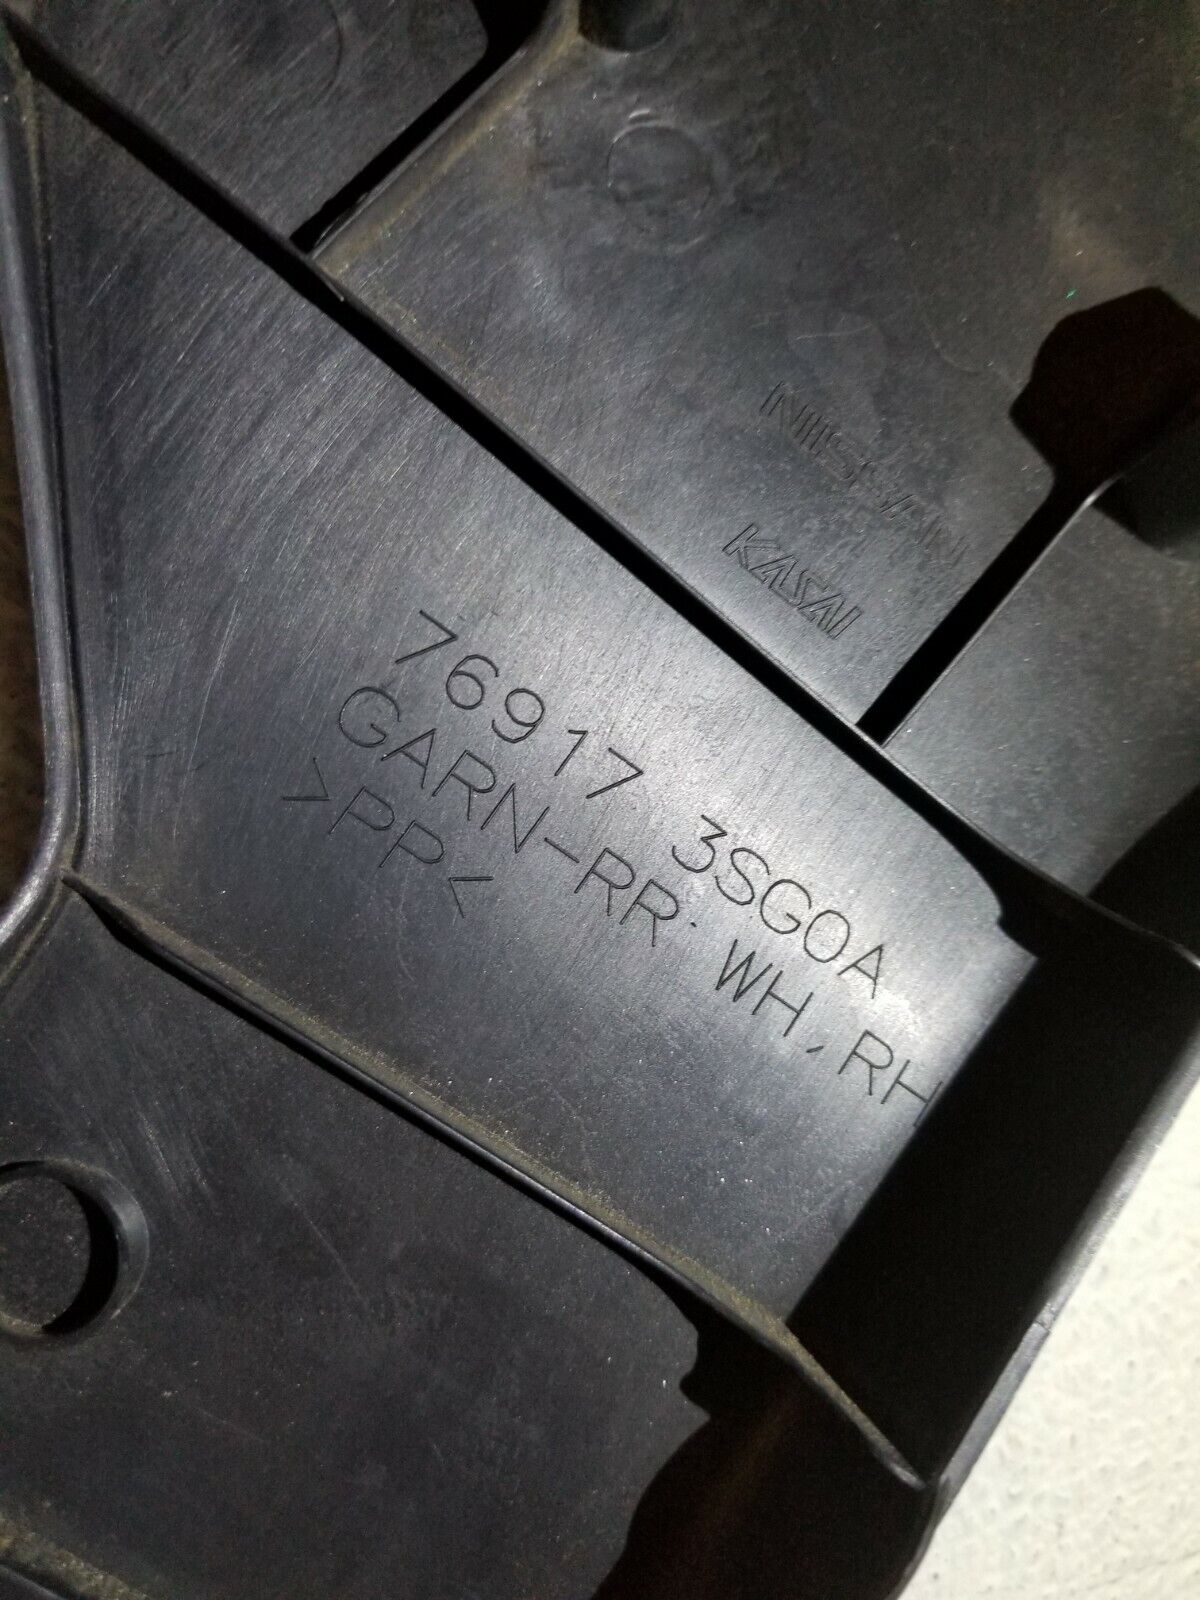 NISSAN
KASAI
76917 3SG0A
GARN-RR. WH, RH
>PP<